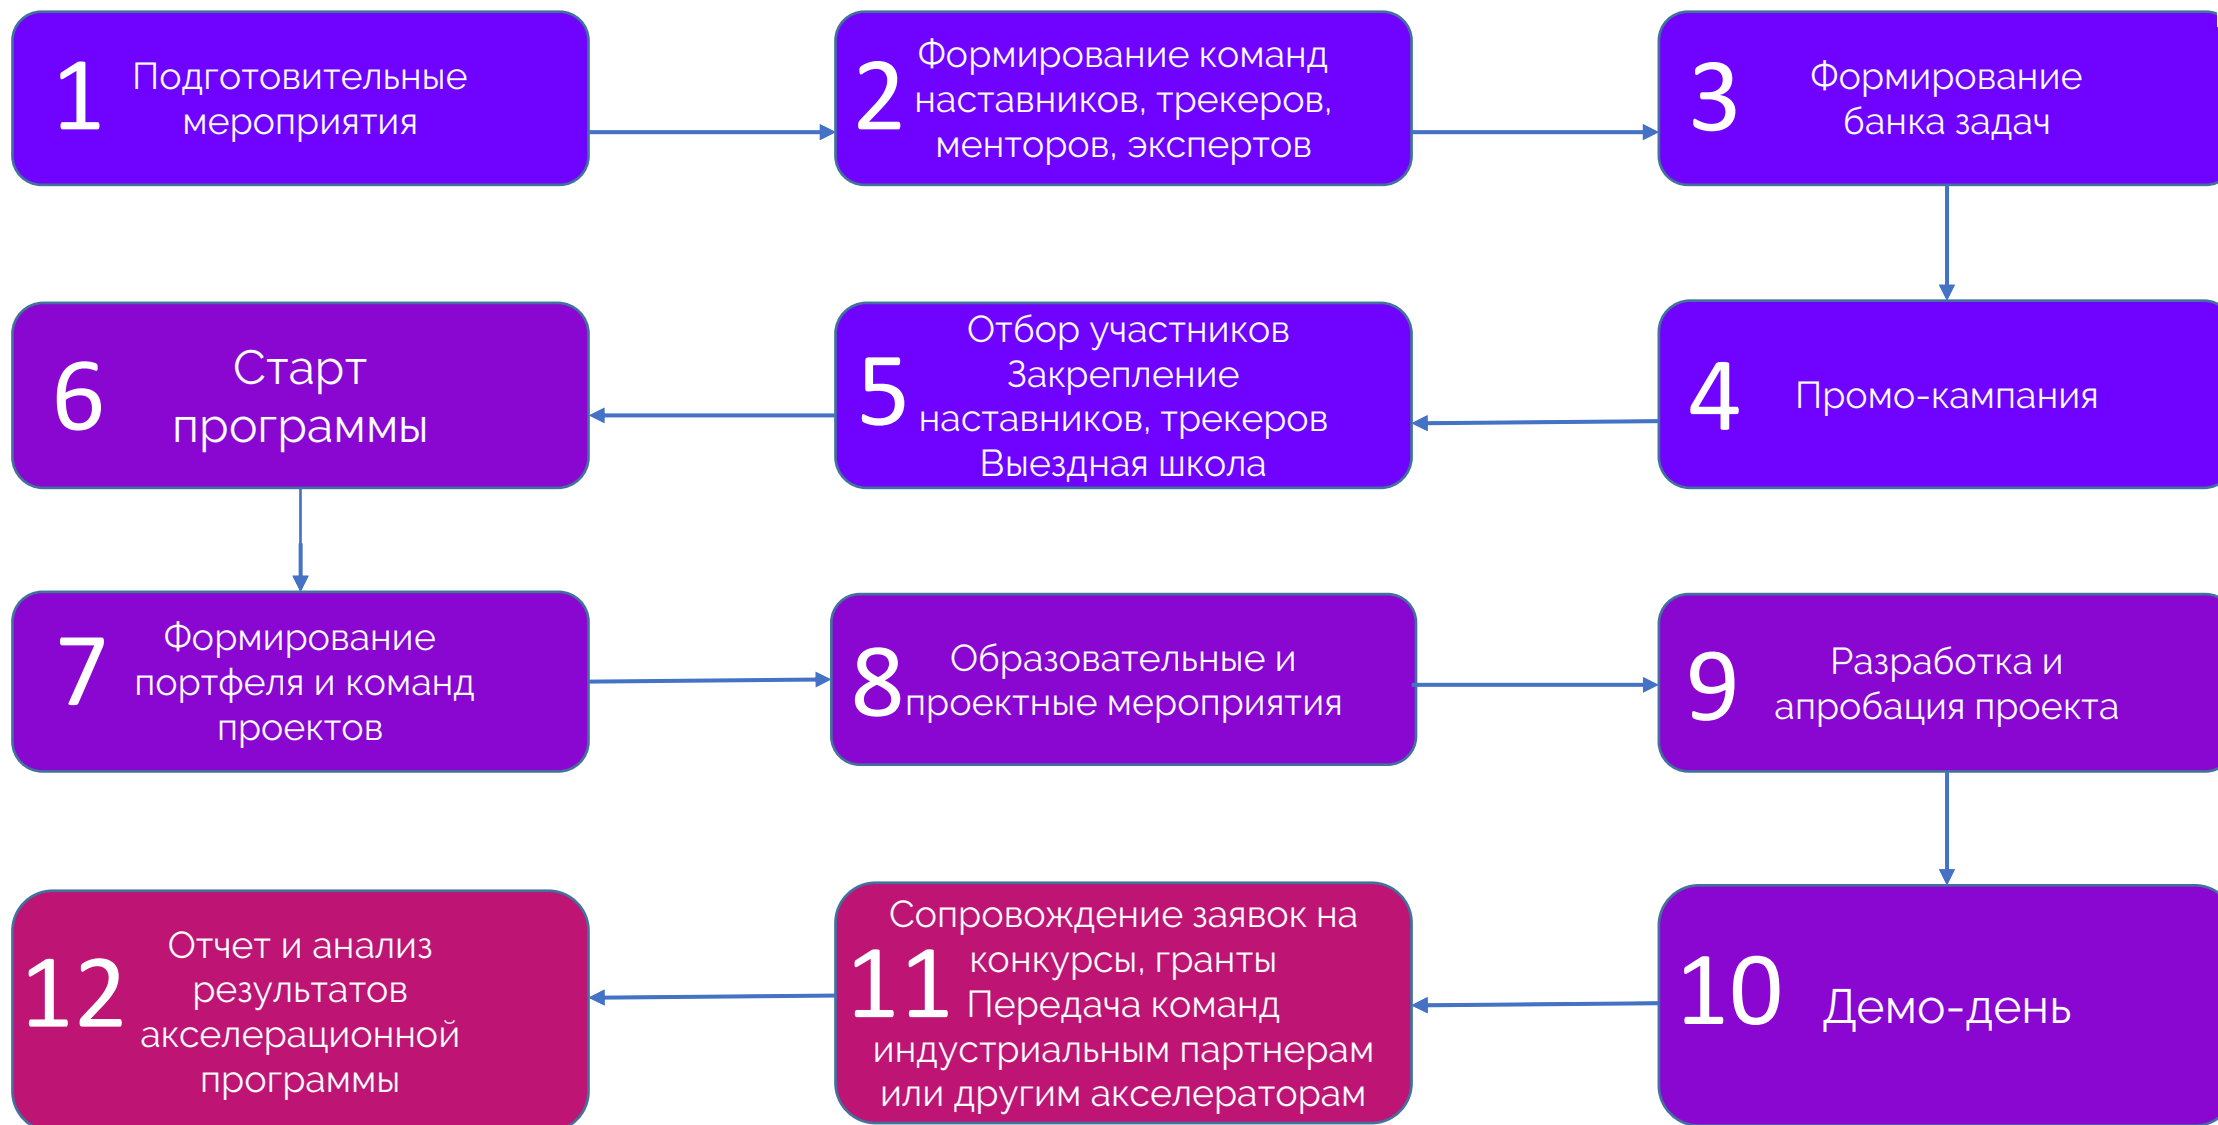 1
Подготовительные
мероприятия
2
Формирование команд
наставников, трекеров,
менторов, экспертов
3
Формирование
банка задач
4
Промо-кампания
5
Отбор участников
Закрепление
наставников, трекеров
Выездная школа
6
Старт
программы
7
Формирование
портфеля и команд
проектов
8
Образовательные и
проектные мероприятия
9
Разработка и
апробация проекта
10
Демо-день
11
Сопровождение заявок на
конкурсы, гранты
Передача команд
индустриальным партнерам
или другим акселераторам
12
Отчет и анализ
результатов
акселерационной
программы